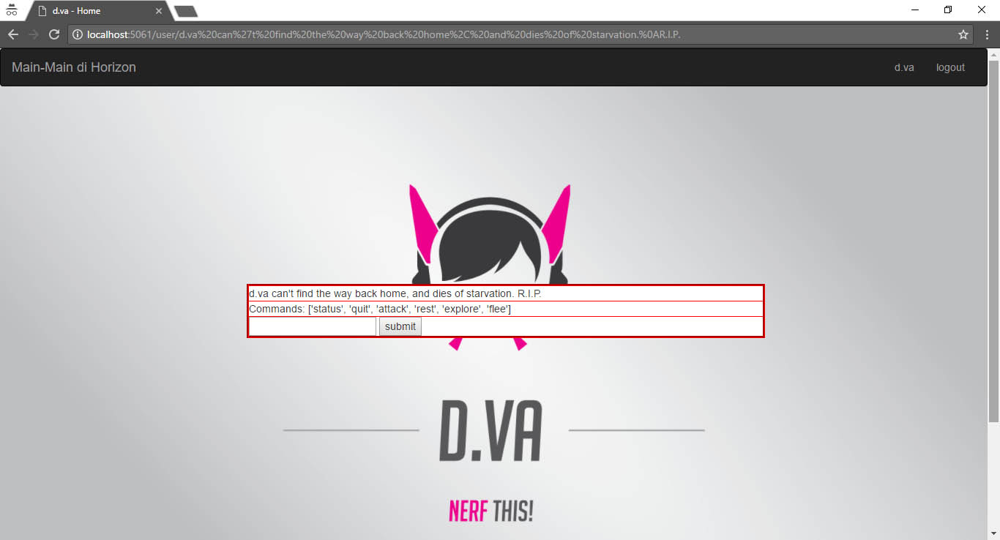 d.va - Home
localhost:5061/user/d.va%20can%27t%20find%20the%20way%20back%20home%2C%20and%20dies%20of%20starvation.%0AR.I.P.
Main-Main di Horizon d.va logout
d.va can't find the way back home, and dies of starvation. R.I.P.
Commands: ['status', 'quit', 'attack', 'rest', 'explore', 'flee']
submit
D.VA
NERF THIS!